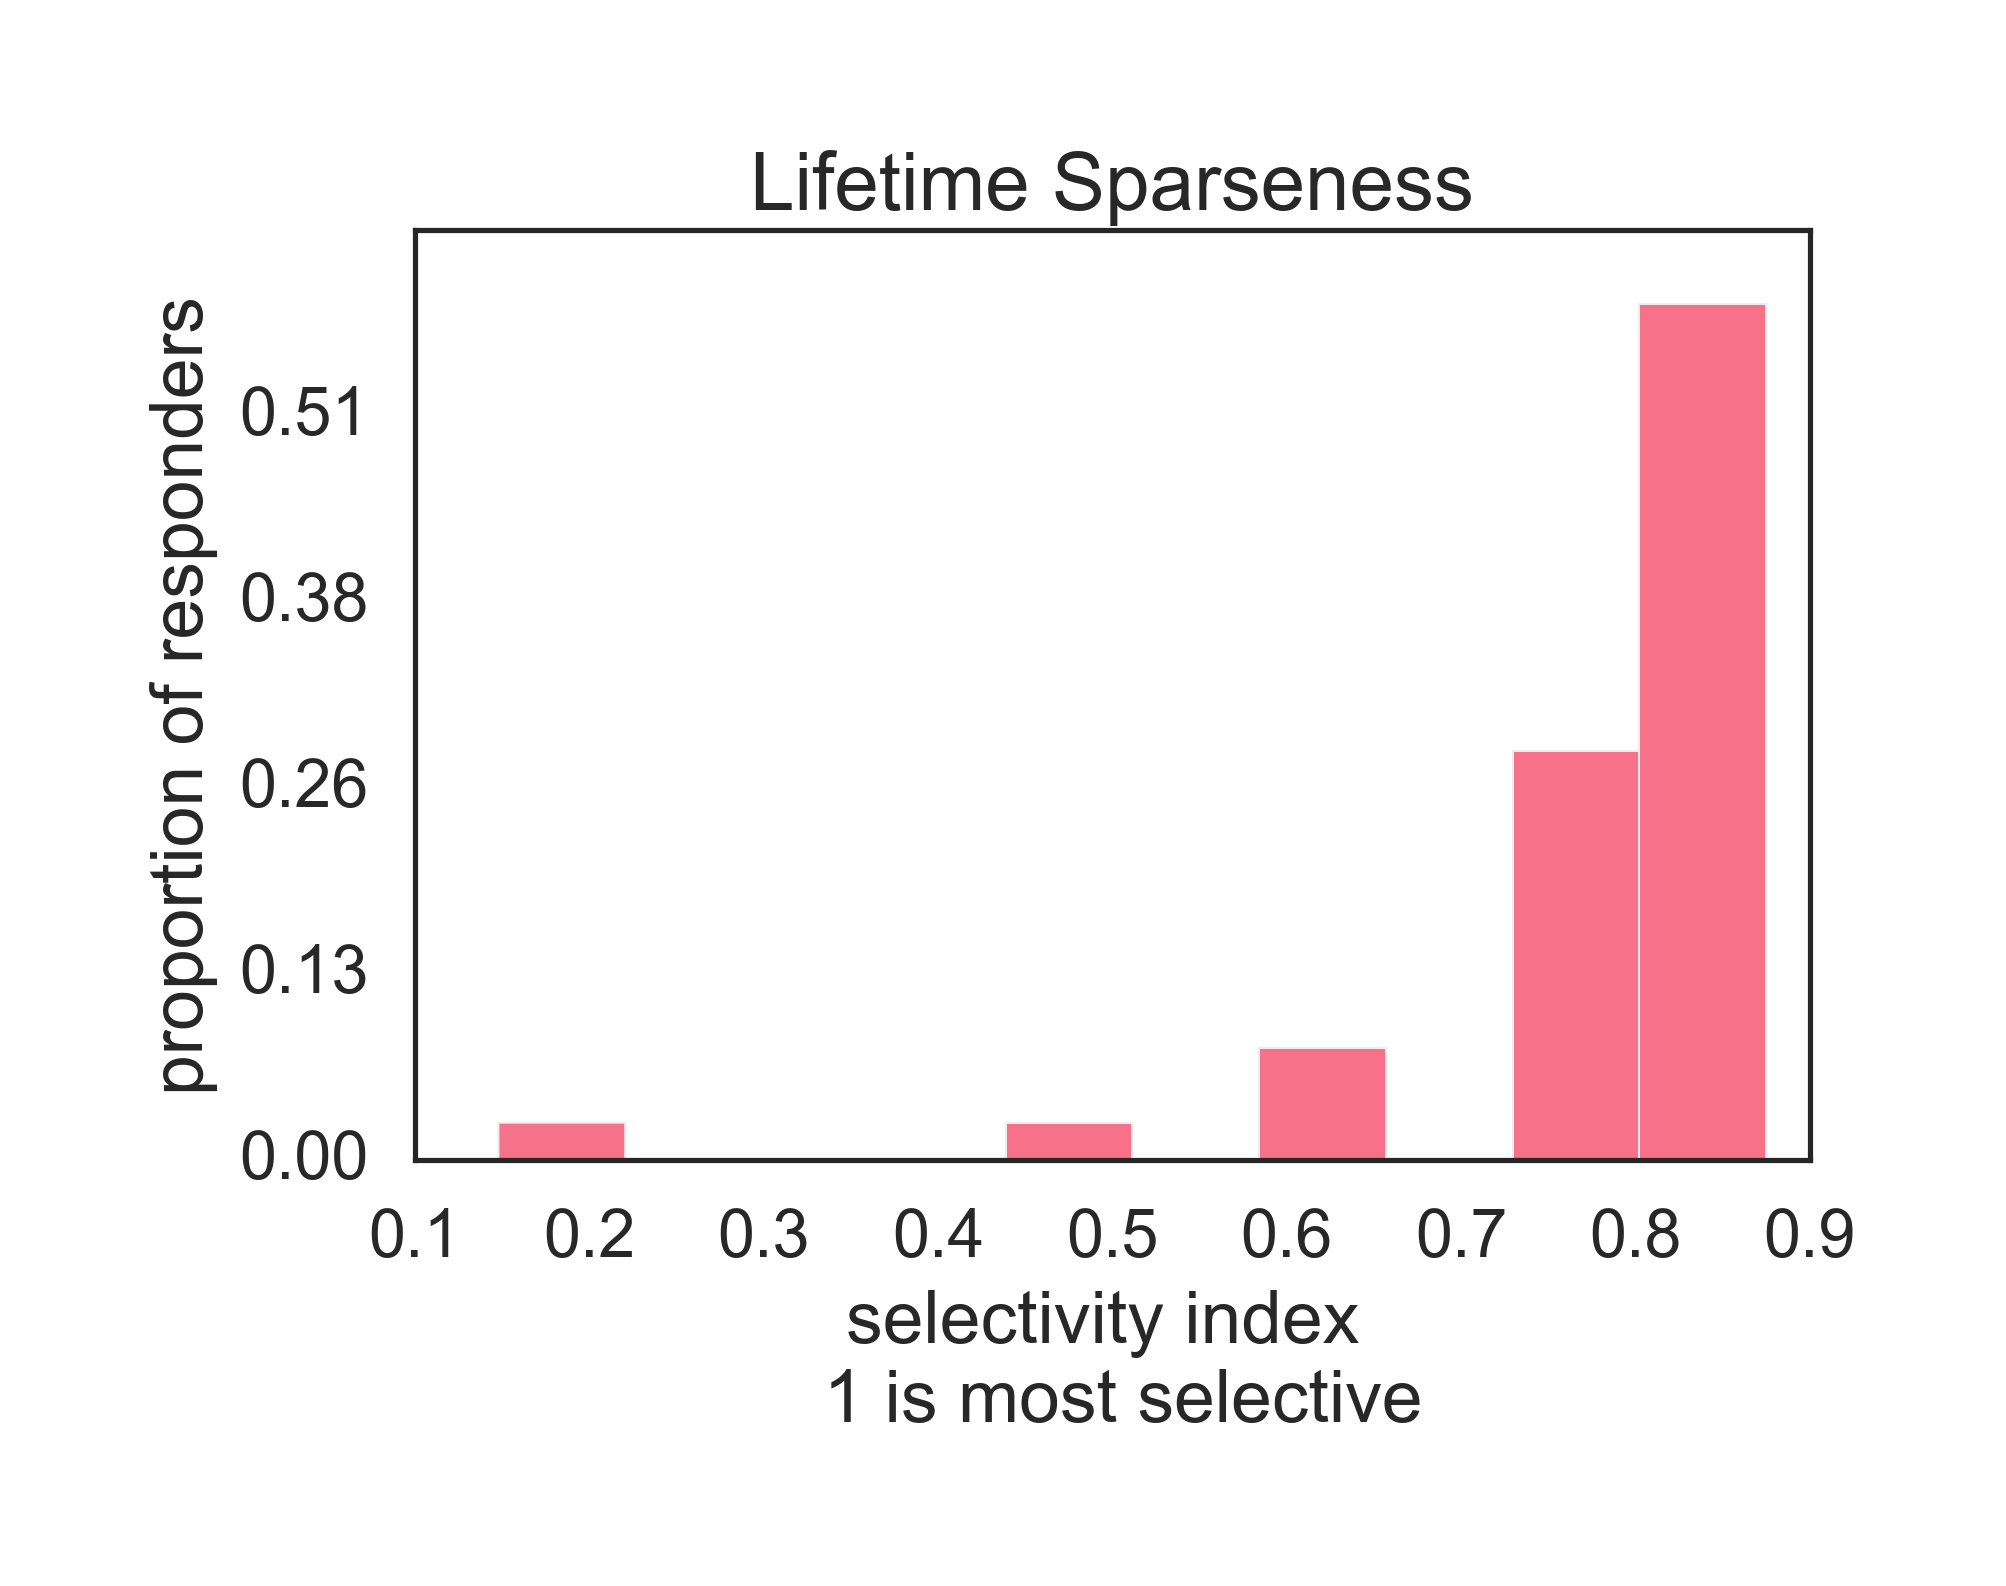 Lifetime Sparseness
proportion of responders
0.51
0.38
0.26
0.13
0.00
0.1 0.2 0.3 0.4 0.5 0.6 0.7 0.8 0.9
selectivity index
1 is most selective